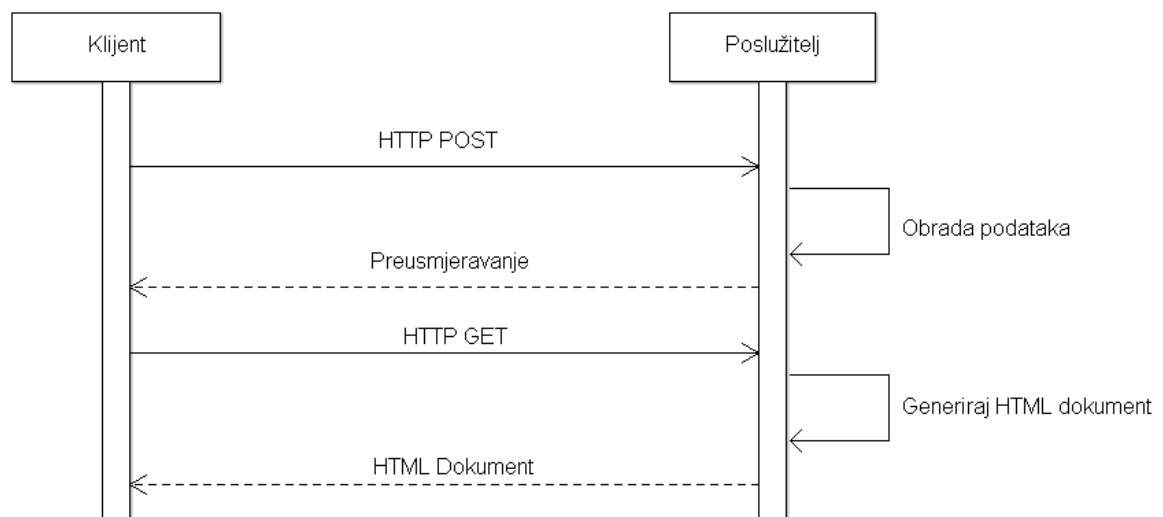 Klijent
Poslužitelj
HTTP POST
Obrada podataka
Preusmjeravanje
HTTP GET
Generiraj HTML dokument
HTML Dokument